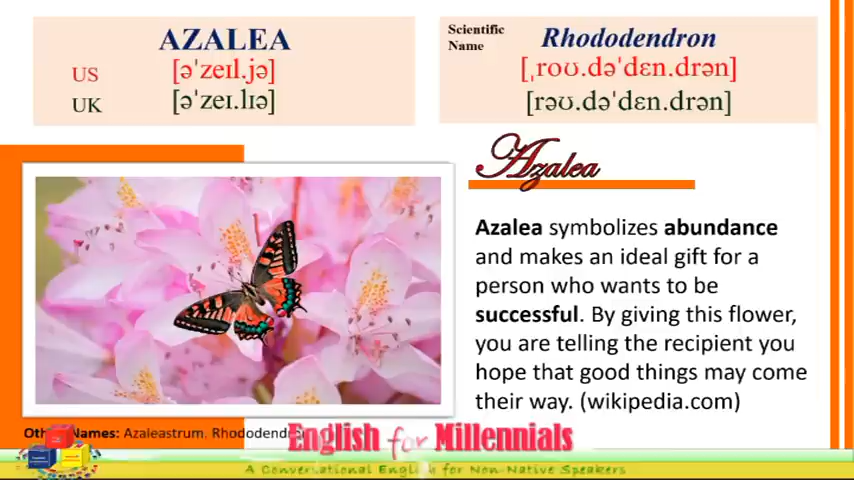 AZALEA
US [əˈzeɪl.jə]
UK [əˈzeɪ.lɪə]
Scientific
Name
Rhododendron
[ˌroʊ.dəˈdɛn.drən]
[rəʊ.dəˈdɛn.drən]
Azalea
Azalea symbolizes abundance
and makes an ideal gift for a
person who wants to be
successful. By giving this flower,
you are telling the recipient you
hope that good things may come
their way. (wikipedia.com)
Names: Azaleastrum,
English for Millennials
A Conversational English for Non-Native Speakers